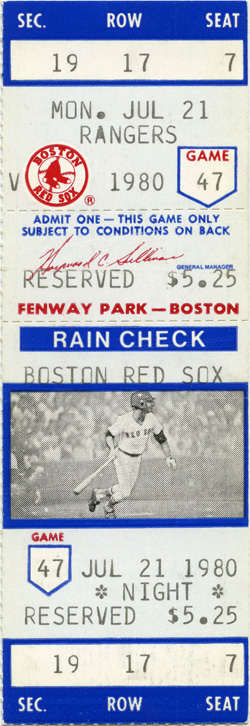 SEC. ROW SEAT
19 17 7
MON. JUL 21
RANGERS
BOSTON
RED SOX
®
GAME
47
V 1980
ADMIT ONE — THIS GAME ONLY
SUBJECT TO CONDITIONS ON BACK
Haywood C. Sullivan
GENERAL MANAGER
RESERVED $5.25
FENWAY PARK — BOSTON
RAIN CHECK
BOSTON RED SOX
RED SOX
GAME
47
JUL 21 1980
* NIGHT *
RESERVED $5.25
19 17 7
SEC. ROW SEAT